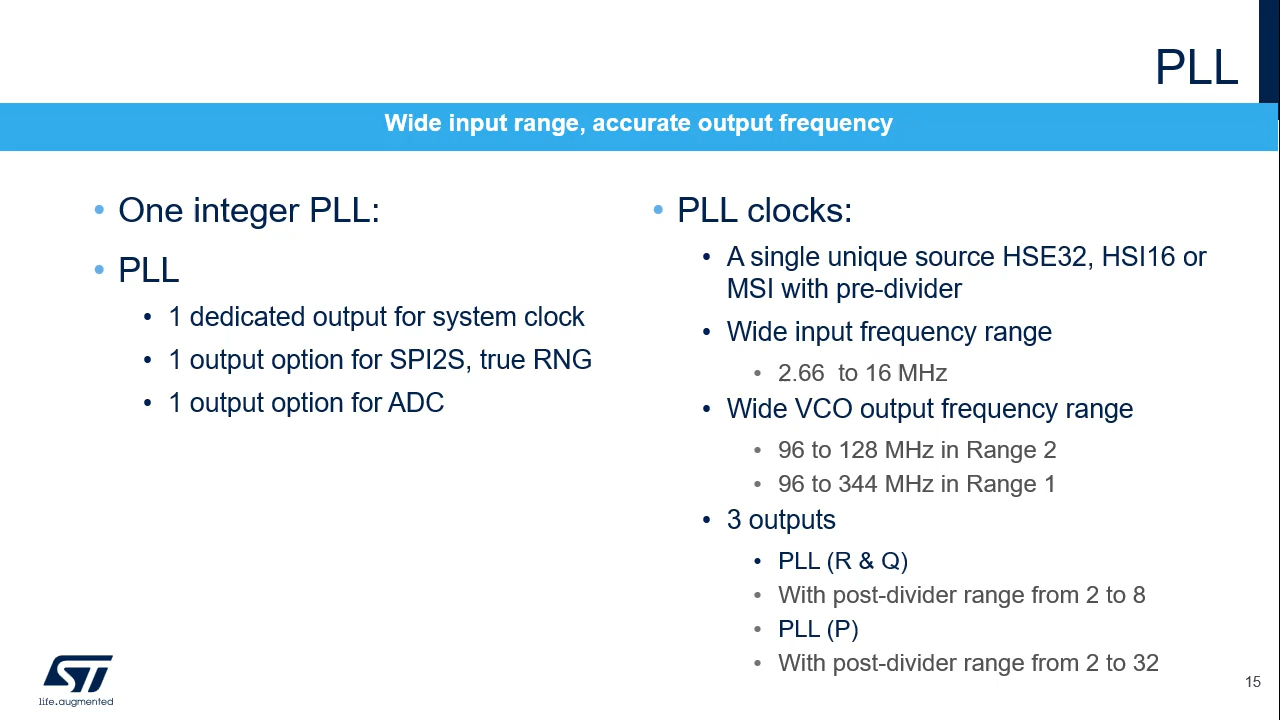 PLL
Wide input range, accurate output frequency
• One integer PLL:
• PLL
• 1 dedicated output for system clock
• 1 output option for SPI2S, true RNG
• 1 output option for ADC
• PLL clocks:
• A single unique source HSE32, HSI16 or
MSI with pre-divider
• Wide input frequency range
• 2.66 to 16 MHz
• Wide VCO output frequency range
• 96 to 128 MHz in Range 2
• 96 to 344 MHz in Range 1
• 3 outputs
• PLL (R & Q)
• With post-divider range from 2 to 8
• PLL (P)
• With post-divider range from 2 to 32
ST
life.augmented
15